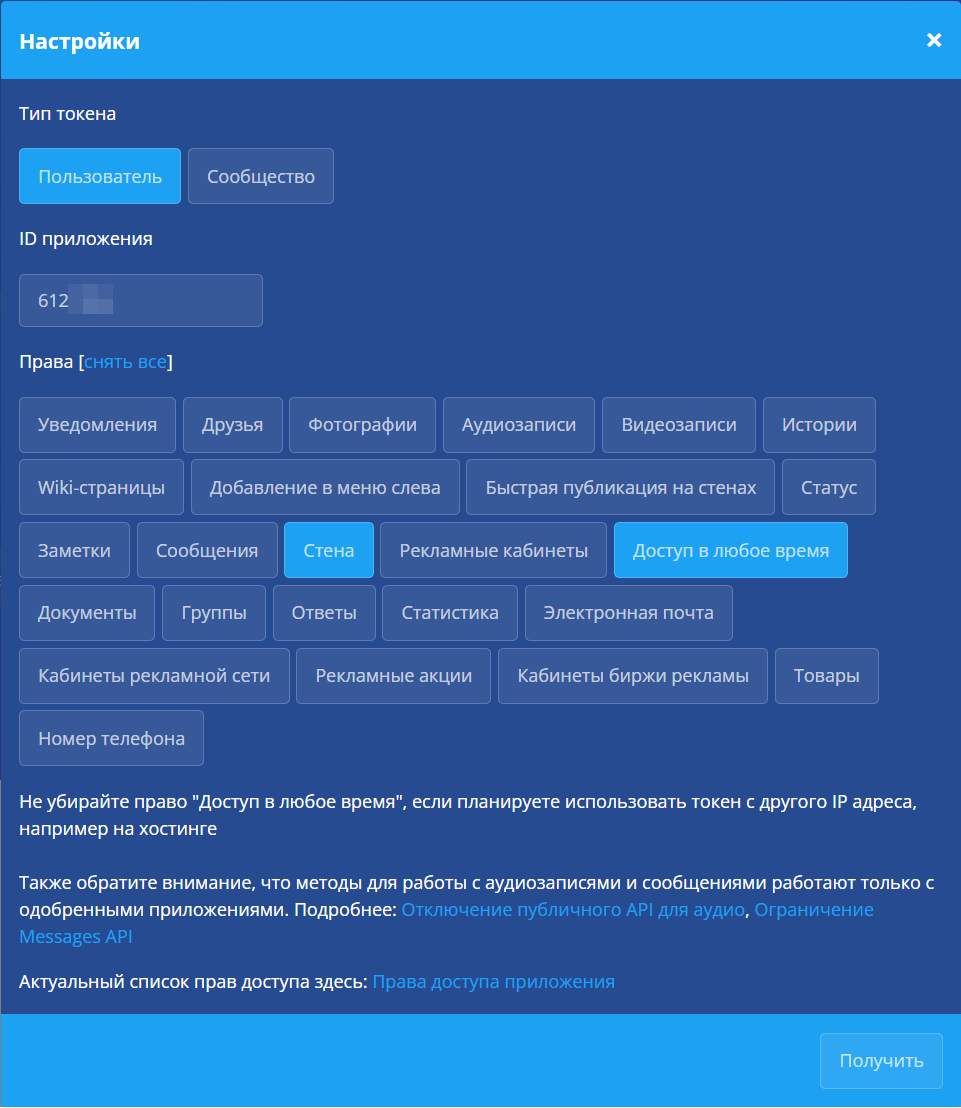 Настройки ×
Тип токена
Пользователь Сообщество
ID приложения
612
Права [снять все]
Уведомления Друзья Фотографии Аудиозаписи Видеозаписи Истории
Wiki-страницы Добавление в меню слева Быстрая публикация на стенах Статус
Заметки Сообщения Стена Рекламные кабинеты Доступ в любое время
Документы Группы Ответы Статистика Электронная почта
Кабинеты рекламной сети Рекламные акции Кабинеты биржи рекламы Товары
Номер телефона
Не убирайте право "Доступ в любое время", если планируете использовать токен с другого IP адреса,
например на хостинге
Также обратите внимание, что методы для работы с аудиозаписями и сообщениями работают только с
одобренными приложениями. Подробнее: Отключение публичного API для аудио, Ограничение
Messages API
Актуальный список прав доступа здесь: Права доступа приложения
Получить